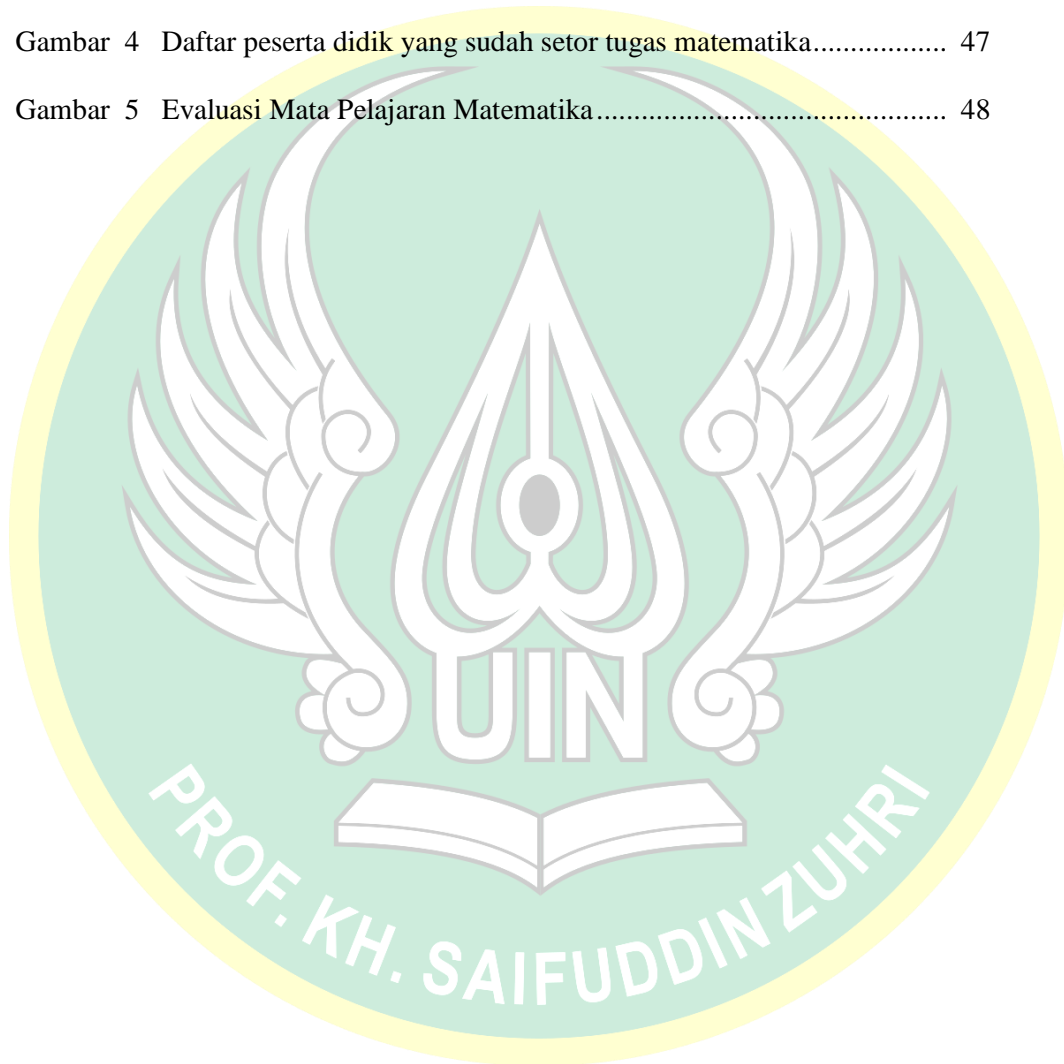 Gambar 4 Daftar peserta didik yang sudah setor tugas matematika.................. 47
Gambar 5 Evaluasi Mata Pelajaran Matematika............................................... 48
UIN
PROF. KH. SAIFUDDIN ZUHRI